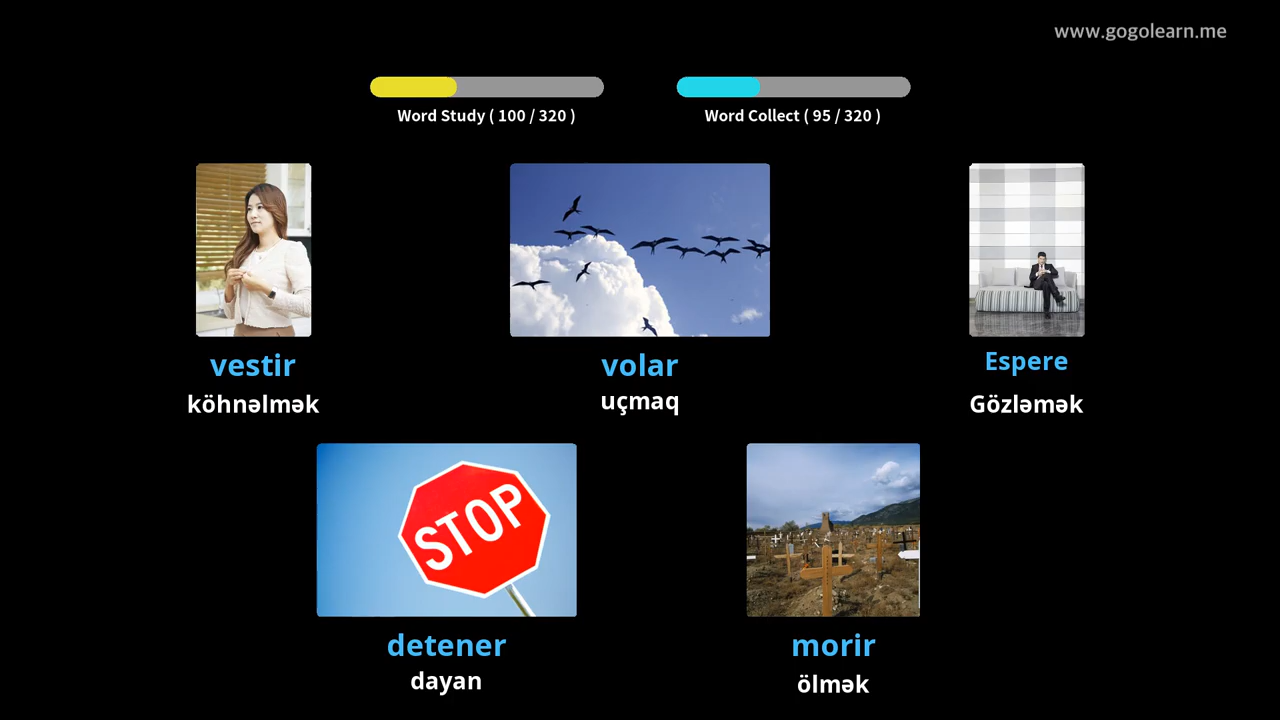 www.gogolearn.me
Word Study ( 100 / 320 )
Word Collect ( 95 / 320 )
vestir
köhnəlmək
volar
uçmaq
Espere
Gözləmək
STOP
detener
dayan
morir
ölmək